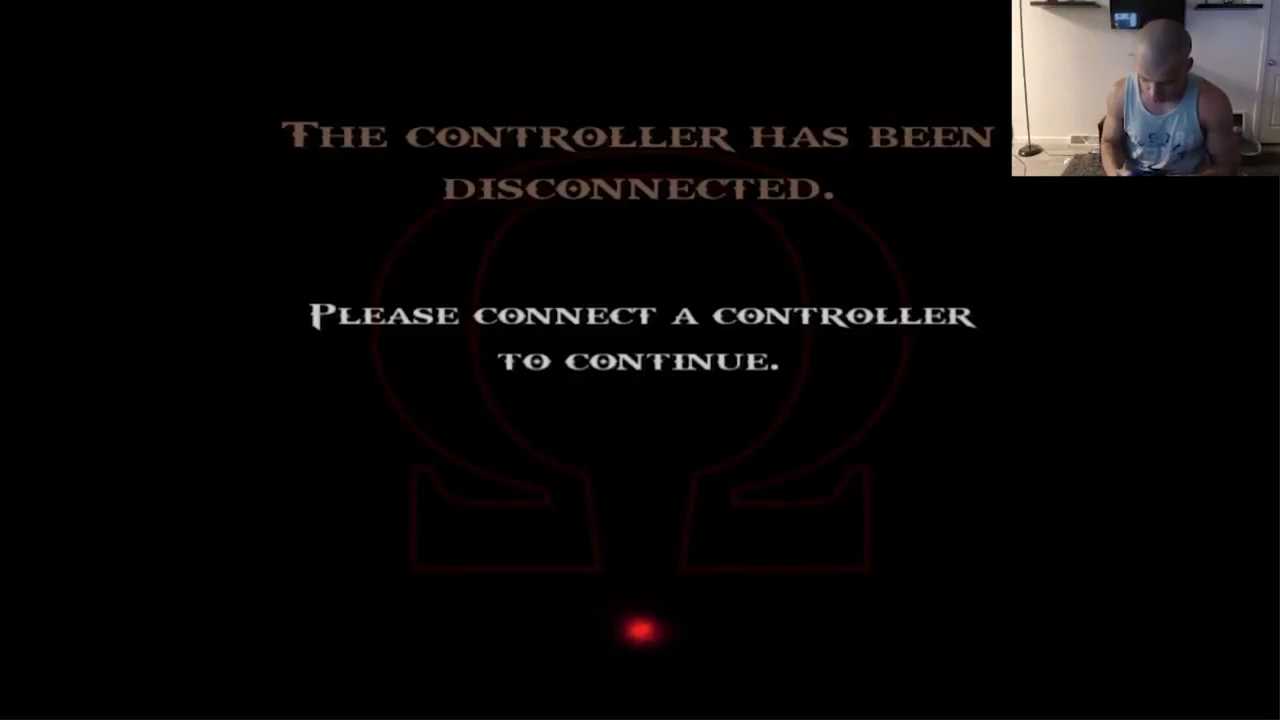 The controller has been
disconnected.
Please connect a controller
to continue.